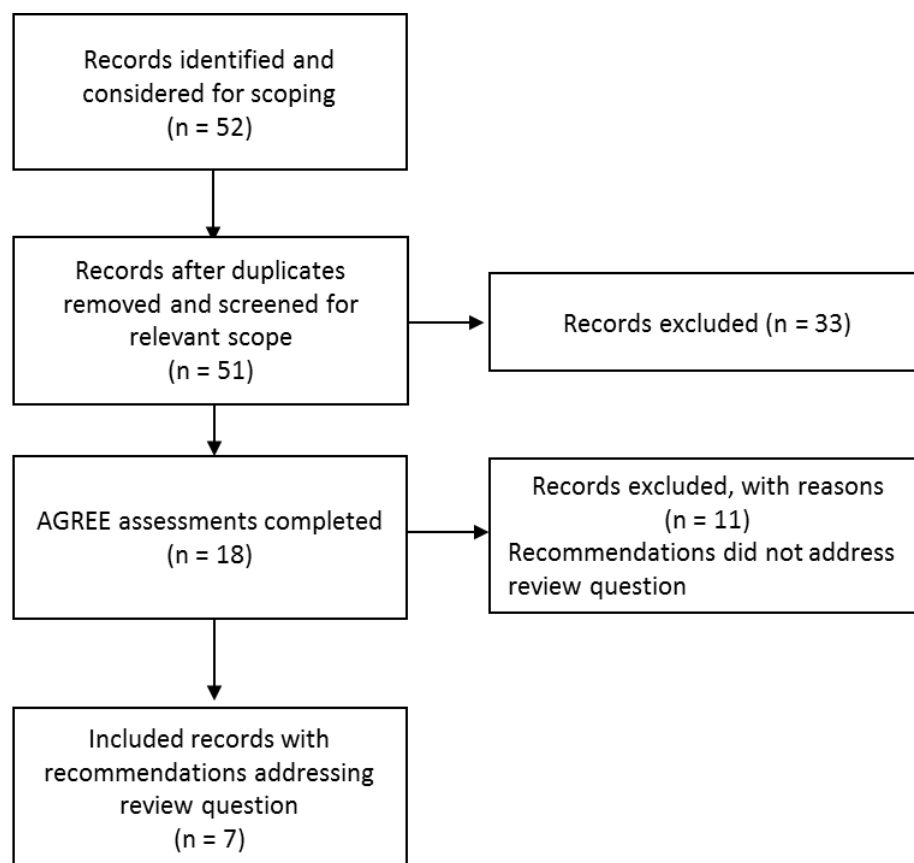 Records identified and
considered for scoping
(n = 52)
Records after duplicates
removed and screened for
relevant scope
(n = 51)
Records excluded (n = 33)
AGREE assessments completed
(n = 18)
Records excluded, with reasons
(n = 11)
Recommendations did not address
review question
Included records with
recommendations addressing
review question
(n = 7)